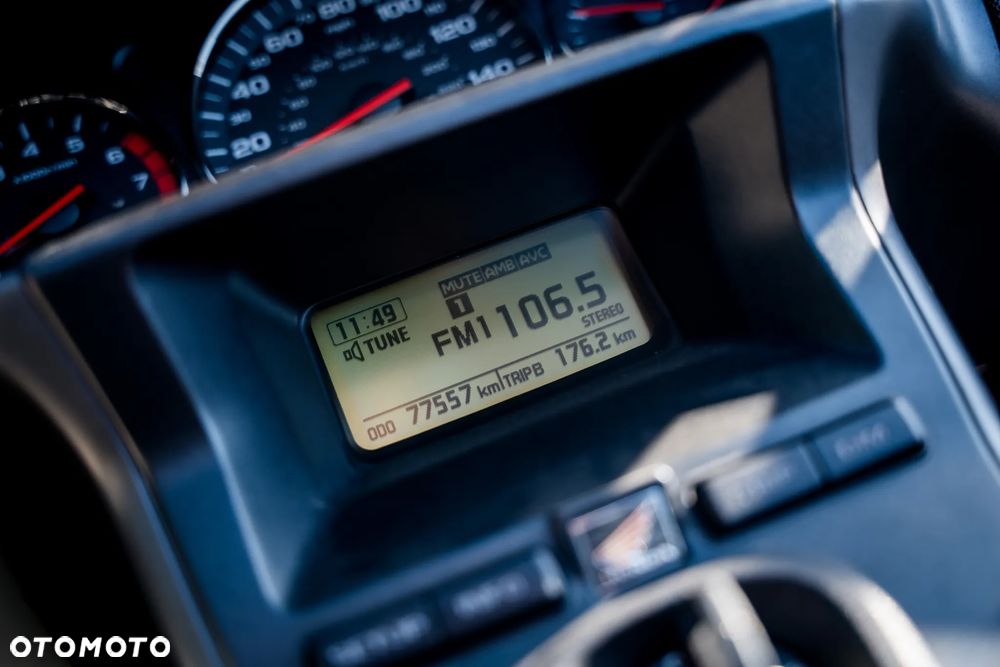 20 40 60 80 100 120 140
4 5 6 7
MUTE AMB AVC
11:49
1
TUNE FM1 106.5
STEREO
ODO 77557 km TRIP B 176.2 km
OTOMOTO